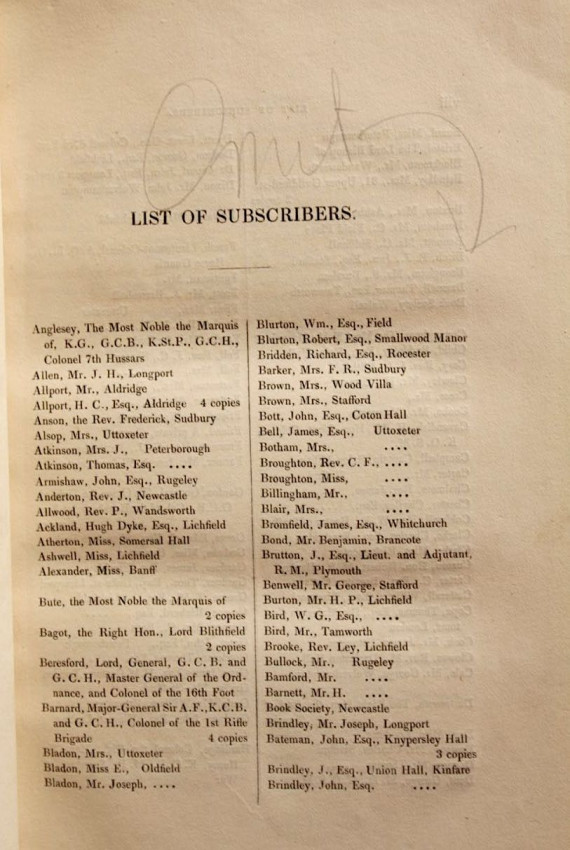 Omit
LIST OF SUBSCRIBERS.
Anglesey, The Most Noble the Marquis
of, K.G., G.C.B., K.St.P., G.C.H.,
Colonel 7th Hussars
Allen, Mr. J. H., Longport
Allport, Mr., Aldridge
Allport, H. C., Esq., Aldridge 4 copies
Anson, the Rev. Frederick, Sudbury
Alsop, Mrs., Uttoxeter
Atkinson, Mrs. J., Peterborough
Atkinson, Thomas, Esq. ....
Armishaw, John, Esq., Rugeley
Anderton, Rev. J., Newcastle
Allwood, Rev. P., Wandsworth
Ackland, Hugh Dyke, Esq., Lichfield
Atherton, Miss, Somersal Hall
Ashwell, Miss, Lichfield
Alexander, Miss, Banff
Bute, the Most Noble the Marquis of
2 copies
Bagot, the Right Hon., Lord Blithfield
2 copies
Beresford, Lord, General, G. C. B. and
G. C. H., Master General of the Ord-
nance, and Colonel of the 16th Foot
Barnard, Major-General Sir A.F., K.C.B.
and G. C. H., Colonel of the 1st Rifle
Brigade 4 copies
Bladon, Mrs., Uttoxeter
Bladon, Miss E., Oldfield
Bladon, Mr. Joseph, ....
Blurton, Wm., Esq., Field
Blurton, Robert, Esq., Smallwood Manor
Bridden, Richard, Esq., Rocester
Barker, Mrs. F. R., Sudbury
Brown, Mrs., Wood Villa
Brown, Mrs., Stafford
Bott, John, Esq., Coton Hall
Bell, James, Esq., Uttoxeter
Botham, Mrs., ....
Broughton, Rev. C. F., ....
Broughton, Miss, ....
Billingham, Mr., ....
Blair, Mrs., ....
Bromfield, James, Esq., Whitchurch
Bond, Mr. Benjamin, Brancote
Brutton, J., Esq., Lieut. and Adjutant,
R. M., Plymouth
Benwell, Mr. George, Stafford
Burton, Mr. H. P., Lichfield
Bird, W. G., Esq., ....
Bird, Mr., Tamworth
Brooke, Rev. Ley, Lichfield
Bullock, Mr., Rugeley
Bamford, Mr. ....
Barnett, Mr. H. ....
Book Society, Newcastle
Brindley, Mr. Joseph, Longport
Bateman, John, Esq., Knypersley Hall
3 copies
Brindley, J., Esq., Union Hall, Kinfare
Brindley, John, Esq. ....